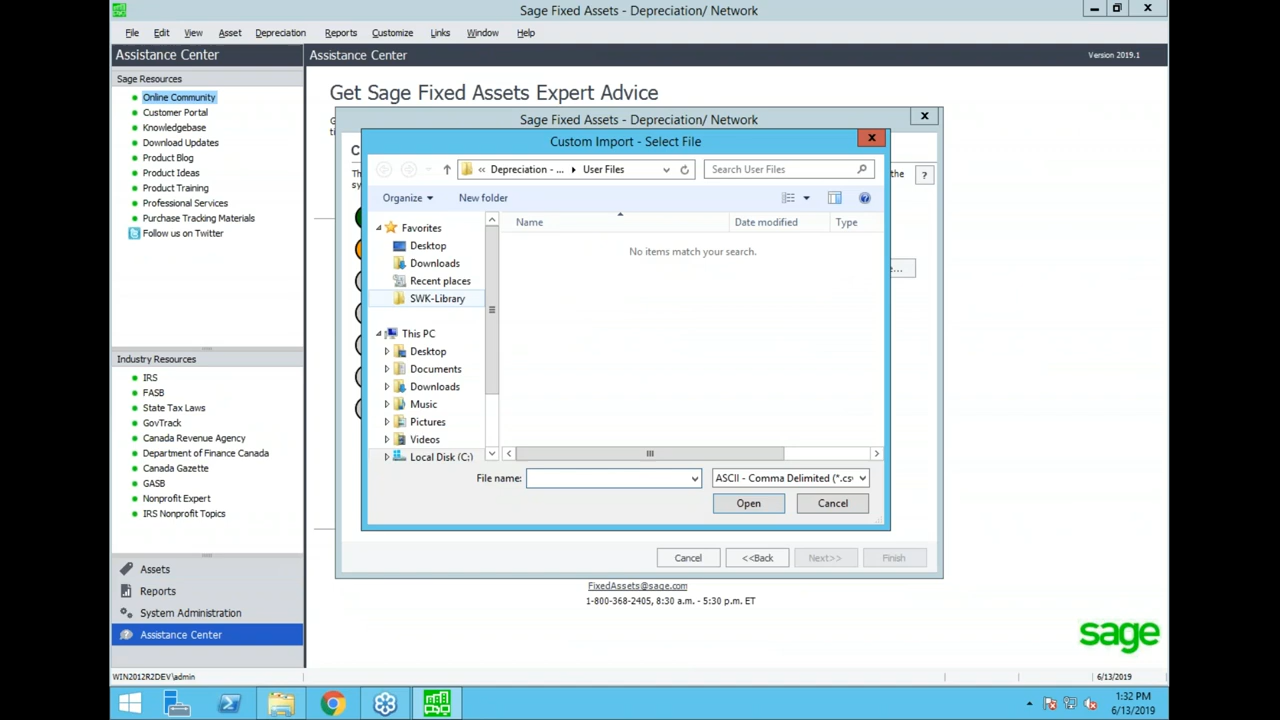 Sage Fixed Assets - Depreciation/ Network
File Edit View Asset Depreciation Reports Customize Links Window Help
Assistance Center
Sage Resources
Online Community
Customer Portal
Knowledgebase
Download Updates
Product Blog
Product Ideas
Product Training
Professional Services
Purchase Tracking Materials
Follow us on Twitter
Industry Resources
IRS
FASB
State Tax Laws
GovTrack
Canada Revenue Agency
Department of Finance Canada
Canada Gazette
GASB
Nonprofit Expert
IRS Nonprofit Topics
Assets
Reports
System Administration
Assistance Center
Assistance Center
Version 2019.1
Get Sage Fixed Assets Expert Advice
Sage Fixed Assets - Depreciation/ Network
the
?
Custom Import - Select File
« Depreciation - ... User Files
Search User Files
Organize
New folder
Favorites
Desktop
Downloads
Recent places
SWK-Library
This PC
Desktop
Documents
Downloads
Music
Pictures
Videos
Local Disk (C:)
Name Date modified Type
No items match your search.
File name:
ASCII - Comma Delimited (*.cs
Open
Cancel
Cancel
<<Back
Next>>
Finish
FixedAssets@sage.com
1-800-368-2405, 8:30 a.m. - 5:30 p.m. ET
sage
WIN2012R2DEV\admin
6/13/2019
1:32 PM
6/13/2019